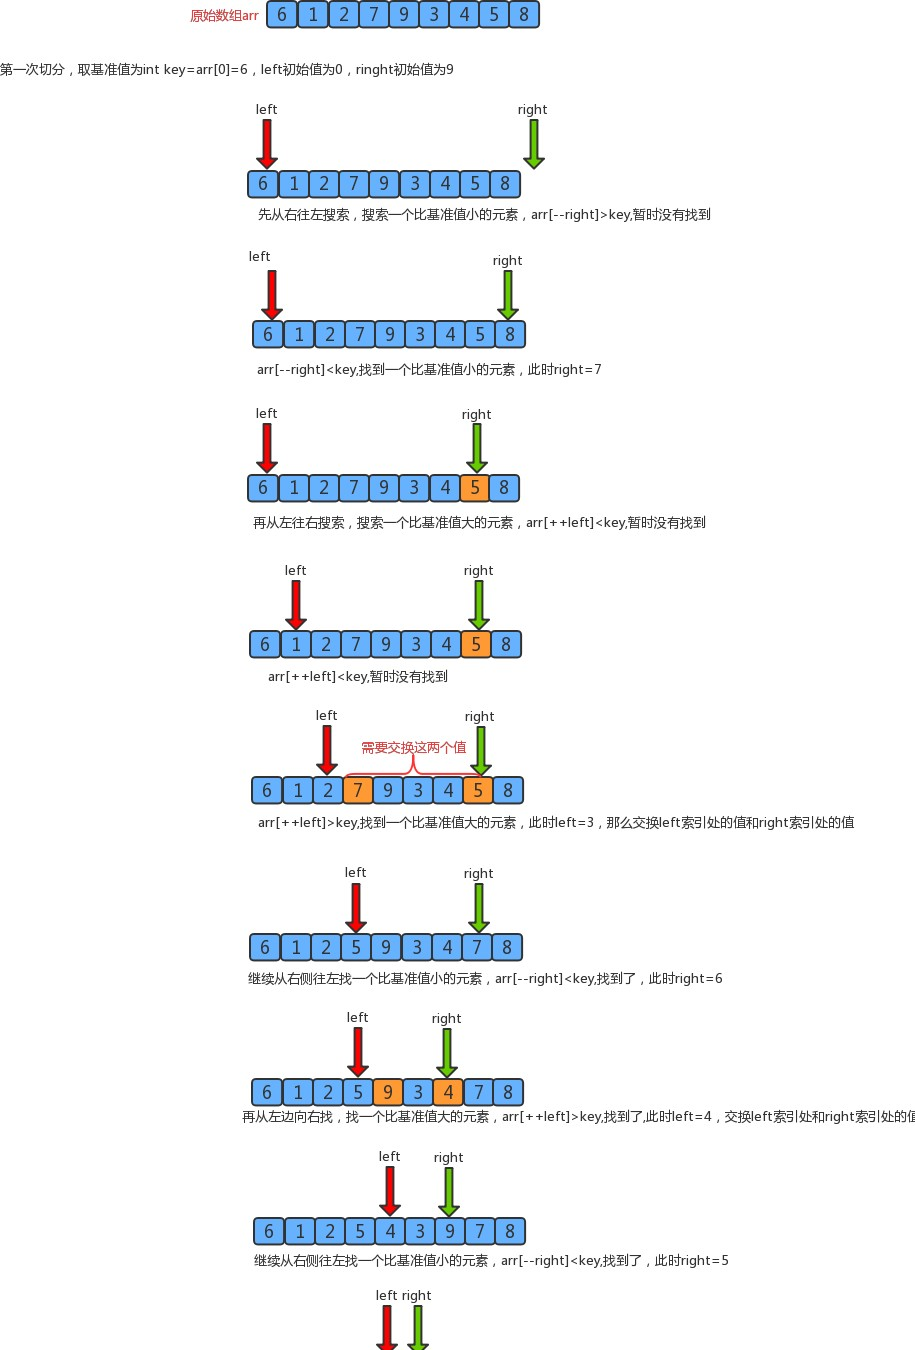 原始数组arr 6 1 2 7 9 3 4 5 8
第一次切分，取基准值为int key=arr[0]=6，left初始值为0，ringht初始值为9
left right
6 1 2 7 9 3 4 5 8
先从右往左搜索，搜索一个比基准值小的元素，arr[--right]>key,暂时没有找到
left right
6 1 2 7 9 3 4 5 8
arr[--right]<key,找到一个比基准值小的元素，此时right=7
left right
6 1 2 7 9 3 4 5 8
再从左往右搜索，搜索一个比基准值大的元素，arr[++left]<key,暂时没有找到
left right
6 1 2 7 9 3 4 5 8
arr[++left]<key,暂时没有找到
left right
需要交换这两个值
6 1 2 7 9 3 4 5 8
arr[++left]>key,找到一个比基准值大的元素，此时left=3，那么交换left索引处的值和right索引处的值
left right
6 1 2 5 9 3 4 7 8
继续从右侧往左找一个比基准值小的元素，arr[--right]<key,找到了，此时right=6
left right
6 1 2 5 9 3 4 7 8
再从左边向右找，找一个比基准值大的元素，arr[++left]>key,找到了,此时left=4，交换left索引处和right索引处的值
left right
6 1 2 5 4 3 9 7 8
继续从右侧往左找一个比基准值小的元素，arr[--right]<key,找到了，此时right=5
left right